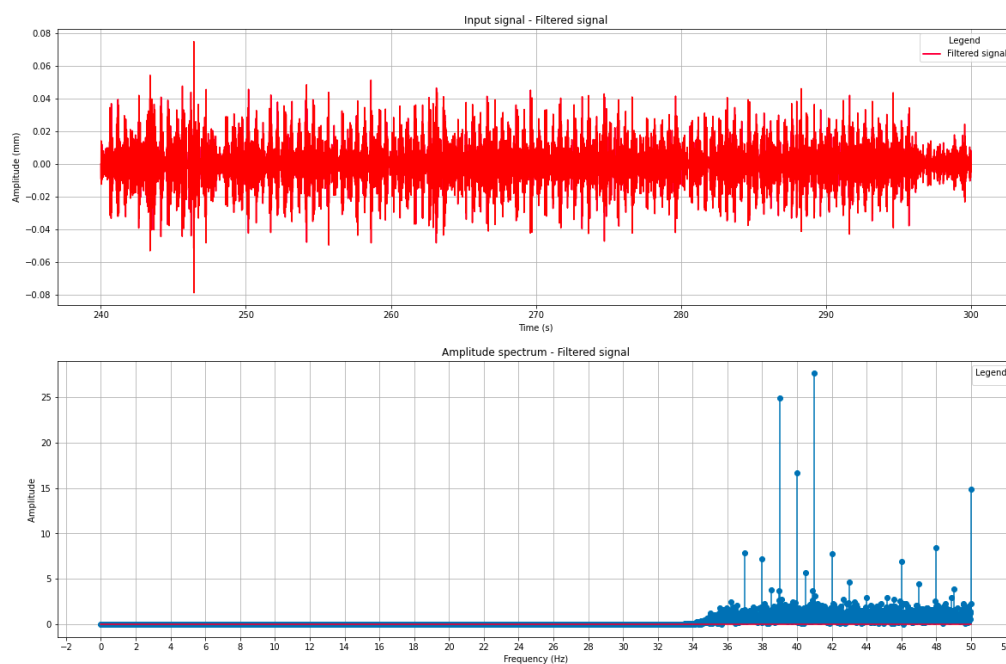 Input signal - Filtered signal
Legend
Filtered signal
0.08
0.06
0.04
0.02
0.00
−0.02
−0.04
−0.06
−0.08
Amplitude (mm)
240 250 260 270 280 290 300
Time (s)
Amplitude spectrum - Filtered signal
Legend
25
20
15
10
5
0
Amplitude
−2 0 2 4 6 8 10 12 14 16 18 20 22 24 26 28 30 32 34 36 38 40 42 44 46 48 50
Frequency (Hz)